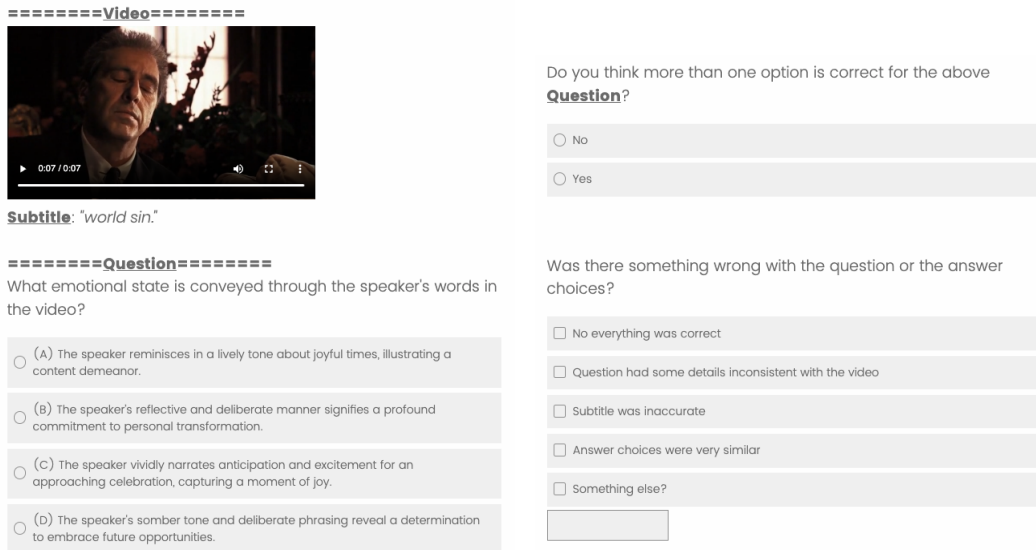 ========Video========
0:07 / 0:07
Subtitle: "world sin."
========Question========
What emotional state is conveyed through the speaker's words in
the video?
(A) The speaker reminisces in a lively tone about joyful times, illustrating a
content demeanor.
(B) The speaker's reflective and deliberate manner signifies a profound
commitment to personal transformation.
(C) The speaker vividly narrates anticipation and excitement for an
approaching celebration, capturing a moment of joy.
(D) The speaker's somber tone and deliberate phrasing reveal a determination
to embrace future opportunities.
Do you think more than one option is correct for the above
Question?
No
Yes
Was there something wrong with the question or the answer
choices?
No everything was correct
Question had some details inconsistent with the video
Subtitle was inaccurate
Answer choices were very similar
Something else?